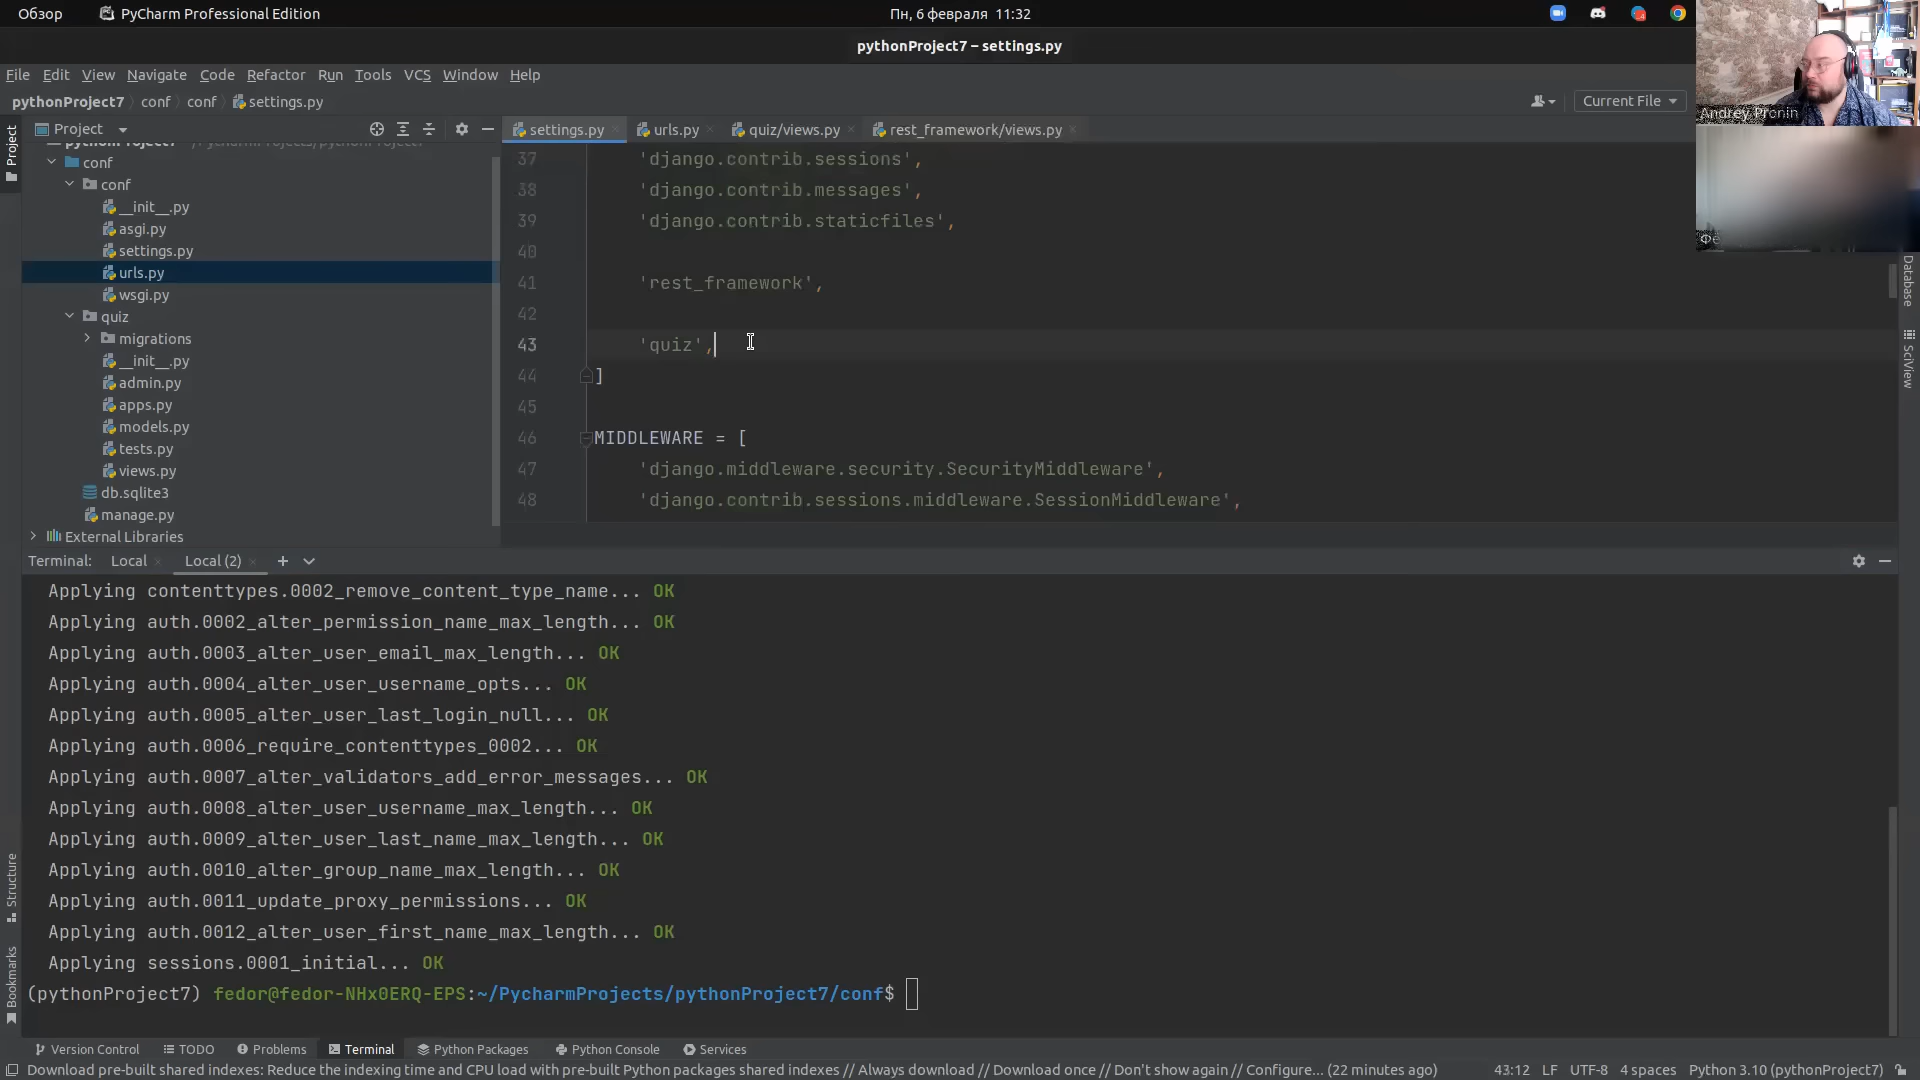 Обзор PyCharm Professional Edition Пн, 6 февраля 11:32
pythonProject7 – settings.py
File Edit View Navigate Code Refactor Run Tools VCS Window Help
pythonProject7 conf conf settings.py Current File
Andrey Pronin
Project settings.py urls.py quiz/views.py rest_framework/views.py
Project
conf
conf
__init__.py
asgi.py
settings.py
urls.py
wsgi.py
quiz
migrations
__init__.py
admin.py
apps.py
models.py
tests.py
views.py
db.sqlite3
manage.py
External Libraries
37 'django.contrib.sessions',
38 'django.contrib.messages',
39 'django.contrib.staticfiles',
40
41 'rest_framework',
42
43 'quiz',
44 ]
45
46 MIDDLEWARE = [
47 'django.middleware.security.SecurityMiddleware',
48 'django.contrib.sessions.middleware.SessionMiddleware',
Database
SciView
Terminal: Local Local (2)
Applying contenttypes.0002_remove_content_type_name... OK
Applying auth.0002_alter_permission_name_max_length... OK
Applying auth.0003_alter_user_email_max_length... OK
Applying auth.0004_alter_user_username_opts... OK
Applying auth.0005_alter_user_last_login_null... OK
Applying auth.0006_require_contenttypes_0002... OK
Applying auth.0007_alter_validators_add_error_messages... OK
Applying auth.0008_alter_user_username_max_length... OK
Applying auth.0009_alter_user_last_name_max_length... OK
Applying auth.0010_alter_group_name_max_length... OK
Applying auth.0011_update_proxy_permissions... OK
Applying auth.0012_alter_user_first_name_max_length... OK
Applying sessions.0001_initial... OK
(pythonProject7) fedor@fedor-NHx0ERQ-EPS:~/PycharmProjects/pythonProject7/conf$
Structure
Bookmarks
Version Control TODO Problems Terminal Python Packages Python Console Services
Download pre-built shared indexes: Reduce the indexing time and CPU load with pre-built Python packages shared indexes // Always download // Download once // Don't show again // Configure... (22 minutes ago) 43:12 LF UTF-8 4 spaces Python 3.10 (pythonProject7)